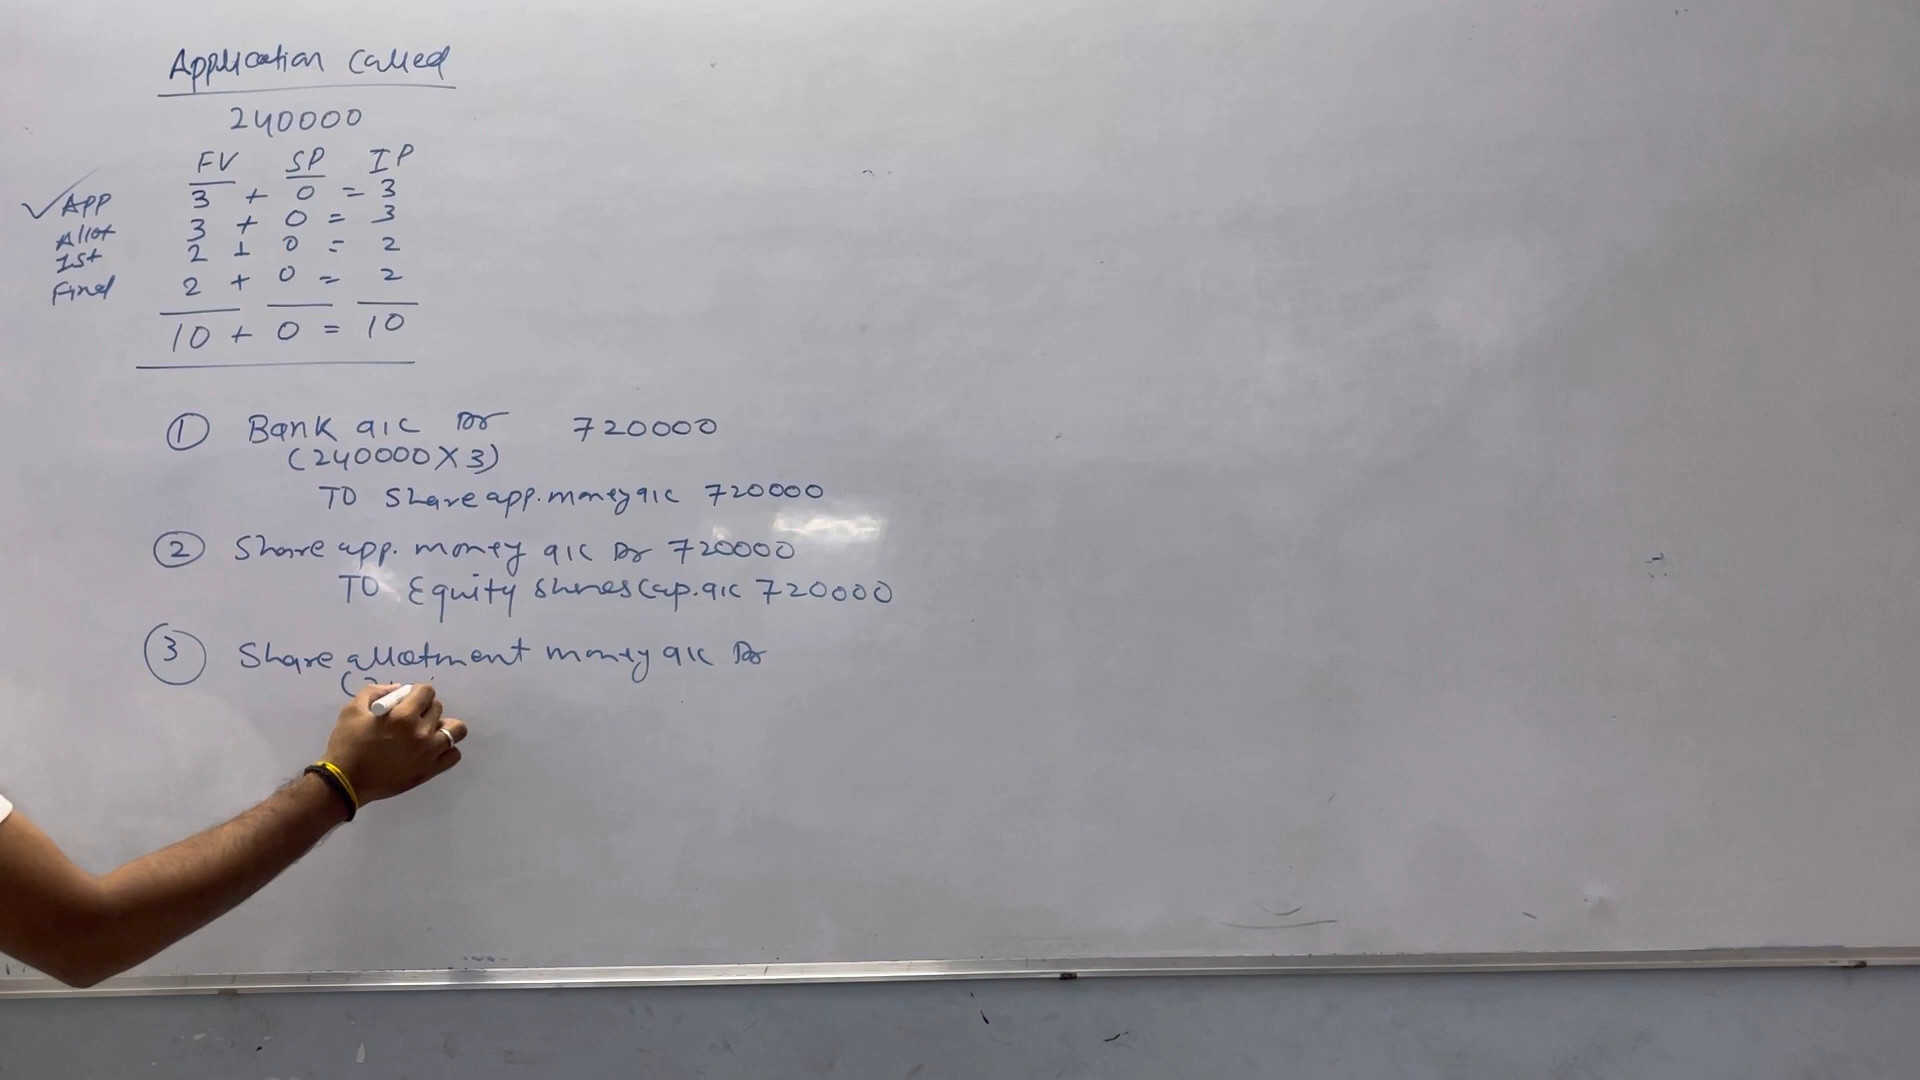 Application Called
240000
FV SP IP
APP 3 + 0 = 3
Allot 3 + 0 = 3
1st 2 + 0 = 2
Final 2 + 0 = 2
10 + 0 = 10
① Bank a/c Dr 720000
(240000X3)
TO Share app. money a/c 720000
② Share app. money a/c Dr 720000
TO Equity shares Cap. a/c 720000
③ Share allotment money a/c Dr